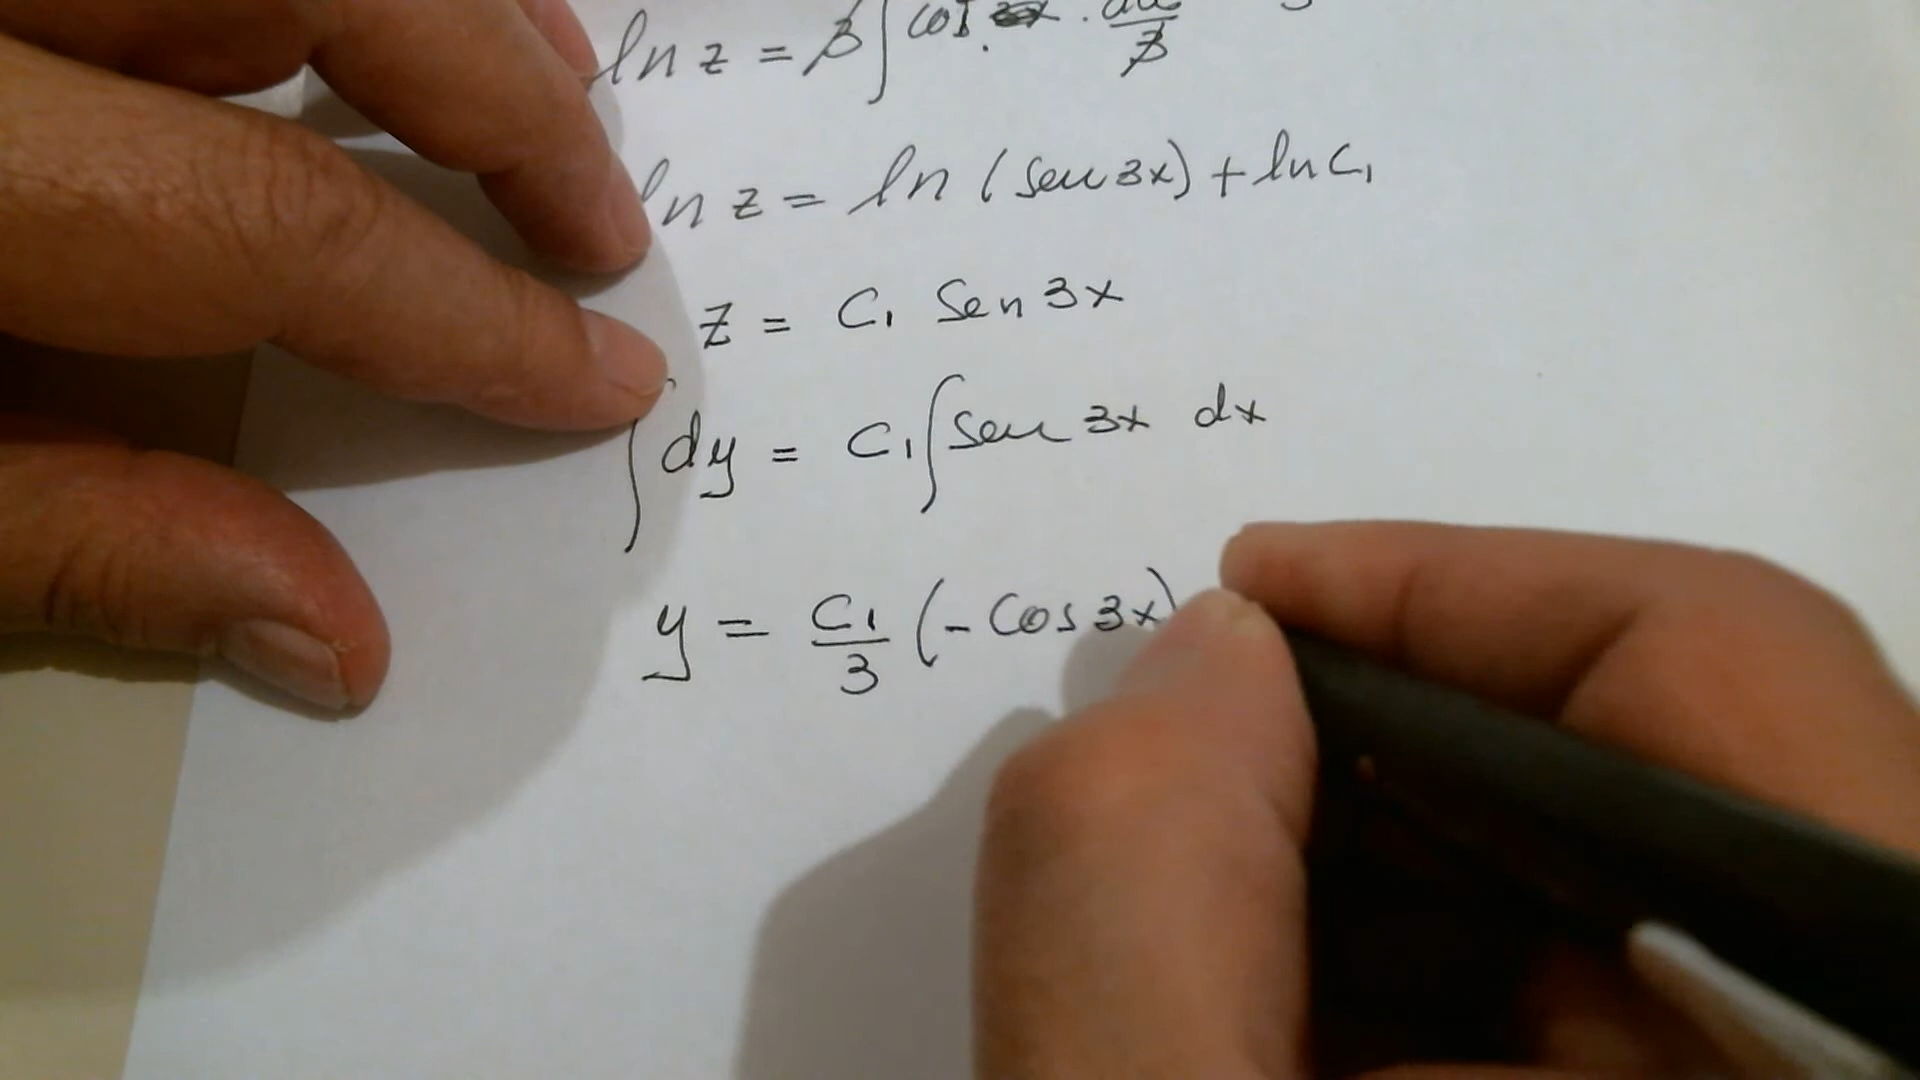 ln z = 3 ∫ cot · du/3
ln z = ln (sen 3x) + ln C₁
z = C₁ Sen 3x
∫ dy = C₁ ∫ sen 3x dx
y = C₁/3 (- Cos 3x)